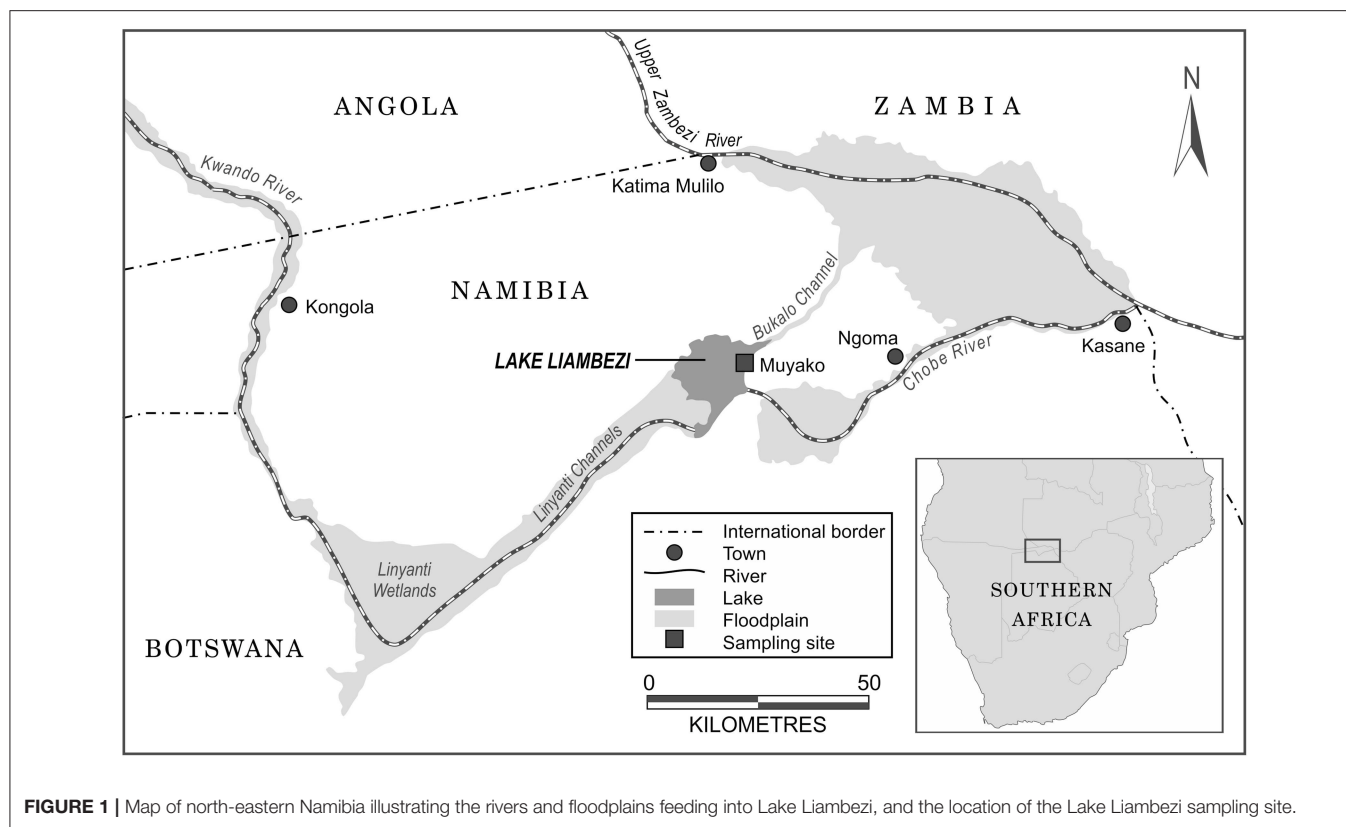 ANGOLA
Upper Zambezi River
ZAMBIA
N
Kwando River
Katima Mulilo
NAMIBIA
Kongola
Bukalo Channel
LAKE LIAMBEZI
Muyako
Ngoma
Chobe River
Kasane
Linyanti Channels
Linyanti
Wetlands
BOTSWANA
International border
Town
River
Lake
Floodplain
Sampling site
0 50
KILOMETRES
SOUTHERN
AFRICA
FIGURE 1 | Map of north-eastern Namibia illustrating the rivers and floodplains feeding into Lake Liambezi, and the location of the Lake Liambezi sampling site.